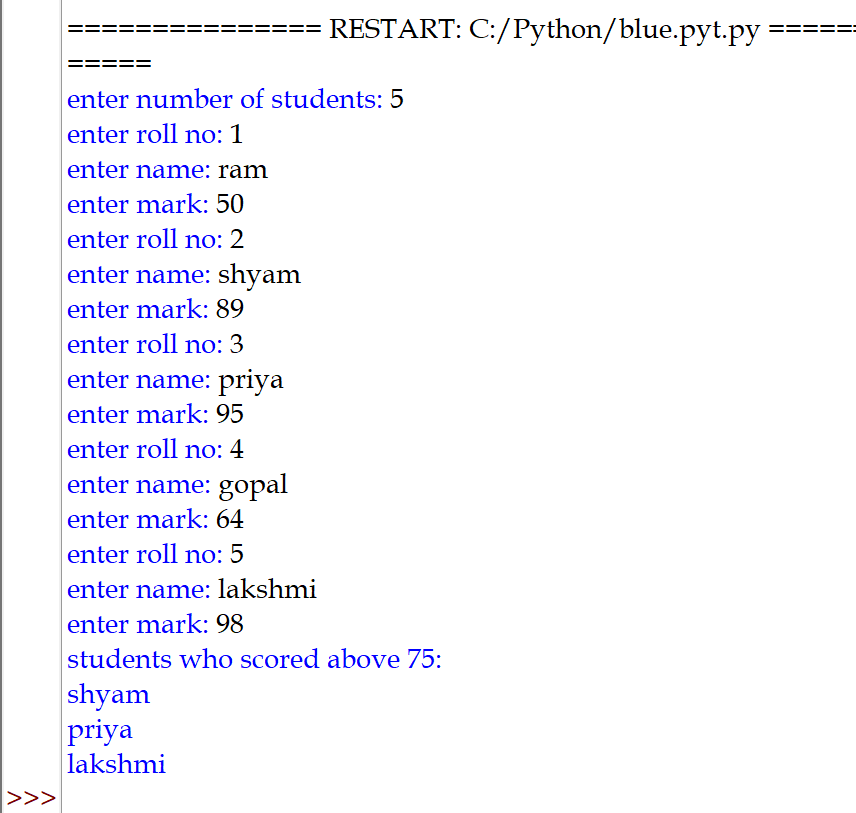 =============== RESTART: C:/Python/blue.pyt.py ======
=====
enter number of students: 5
enter roll no: 1
enter name: ram
enter mark: 50
enter roll no: 2
enter name: shyam
enter mark: 89
enter roll no: 3
enter name: priya
enter mark: 95
enter roll no: 4
enter name: gopal
enter mark: 64
enter roll no: 5
enter name: lakshmi
enter mark: 98
students who scored above 75:
shyam
priya
lakshmi
>>>